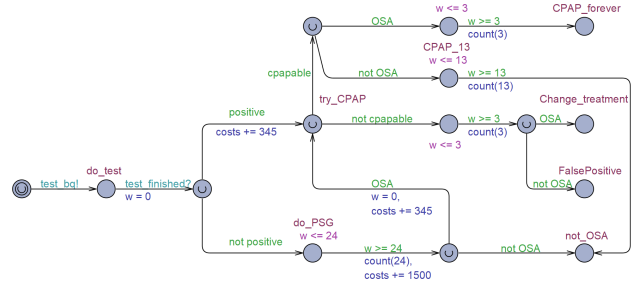 w <= 3
CPAP_forever
OSA
w >= 3
count(3)
CPAP_13
w <= 13
cpapable
not OSA
w >= 13
count(13)
try_CPAP
Change_treatment
positive
costs += 345
not cpapable
w >= 3
count(3)
OSA
w <= 3
do_test
FalsePositive
test_bq!
test_finished?
w = 0
OSA
w = 0,
costs += 345
not OSA
do_PSG
w <= 24
not_OSA
not positive
w >= 24
count(24),
costs += 1500
not OSA
C
C
C
C
C
C